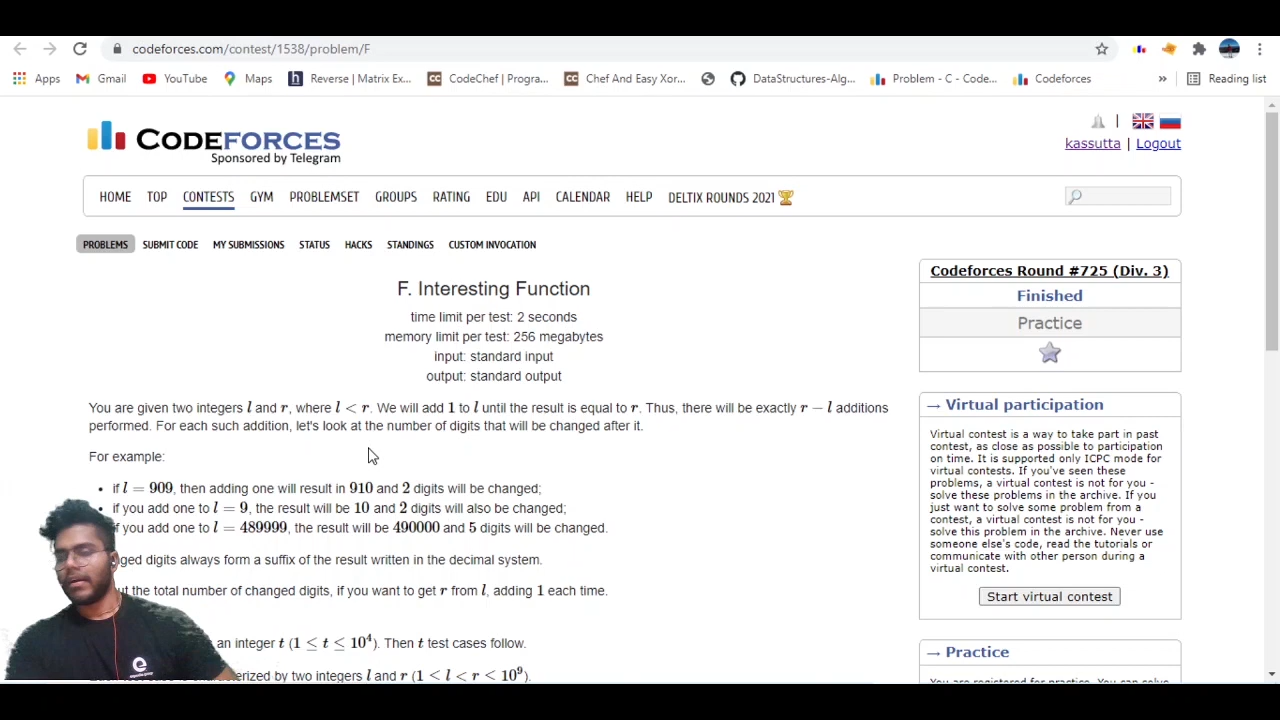 codeforces.com/contest/1538/problem/F
Apps Gmail YouTube Maps Reverse | Matrix Ex... CodeChef | Progra... Chef And Easy Xor... DataStructures-Alg... Problem - C - Code... Codeforces » Reading list
CODEFORCES
Sponsored by Telegram
kassutta | Logout
HOME TOP CONTESTS GYM PROBLEMSET GROUPS RATING EDU API CALENDAR HELP DELTIX ROUNDS 2021
PROBLEMS SUBMIT CODE MY SUBMISSIONS STATUS HACKS STANDINGS CUSTOM INVOCATION
F. Interesting Function
time limit per test: 2 seconds
memory limit per test: 256 megabytes
input: standard input
output: standard output
You are given two integers l and r, where l < r. We will add 1 to l until the result is equal to r. Thus, there will be exactly r − l additions
performed. For each such addition, let's look at the number of digits that will be changed after it.
For example:
• if l = 909, then adding one will result in 910 and 2 digits will be changed;
• if you add one to l = 9, the result will be 10 and 2 digits will also be changed;
if you add one to l = 489999, the result will be 490000 and 5 digits will be changed.
digits always form a suffix of the result written in the decimal system.
the total number of changed digits, if you want to get r from l, adding 1 each time.
an integer t (1 ≤ t ≤ 10⁴). Then t test cases follow.
characterized by two integers l and r (1 ≤ l < r ≤ 10⁹).
Codeforces Round #725 (Div. 3)
Finished
Practice
→ Virtual participation
Virtual contest is a way to take part in past
contest, as close as possible to participation
on time. It is supported only ICPC mode for
virtual contests. If you've seen these
problems, a virtual contest is not for you -
solve these problems in the archive. If you
just want to solve some problem from a
contest, a virtual contest is not for you -
solve this problem in the archive. Never use
someone else's code, read the tutorials or
communicate with other person during a
virtual contest.
Start virtual contest
→ Practice
You are registered for practice. You can solve